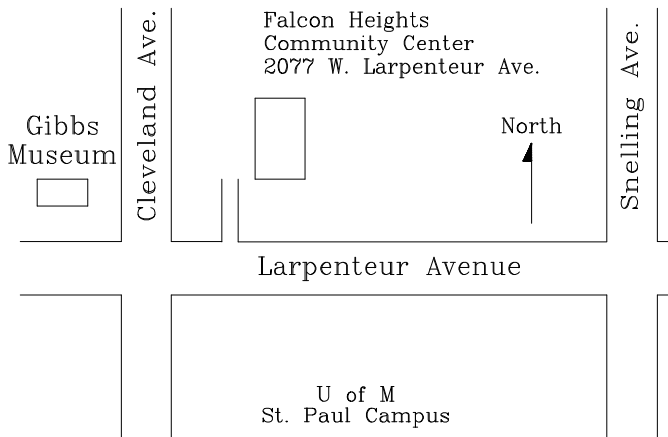 Falcon Heights
Community Center
2077 W. Larpenteur Ave.
Cleveland Ave.
Snelling Ave.
Gibbs
Museum
North
Larpenteur Avenue
U of M
St. Paul Campus